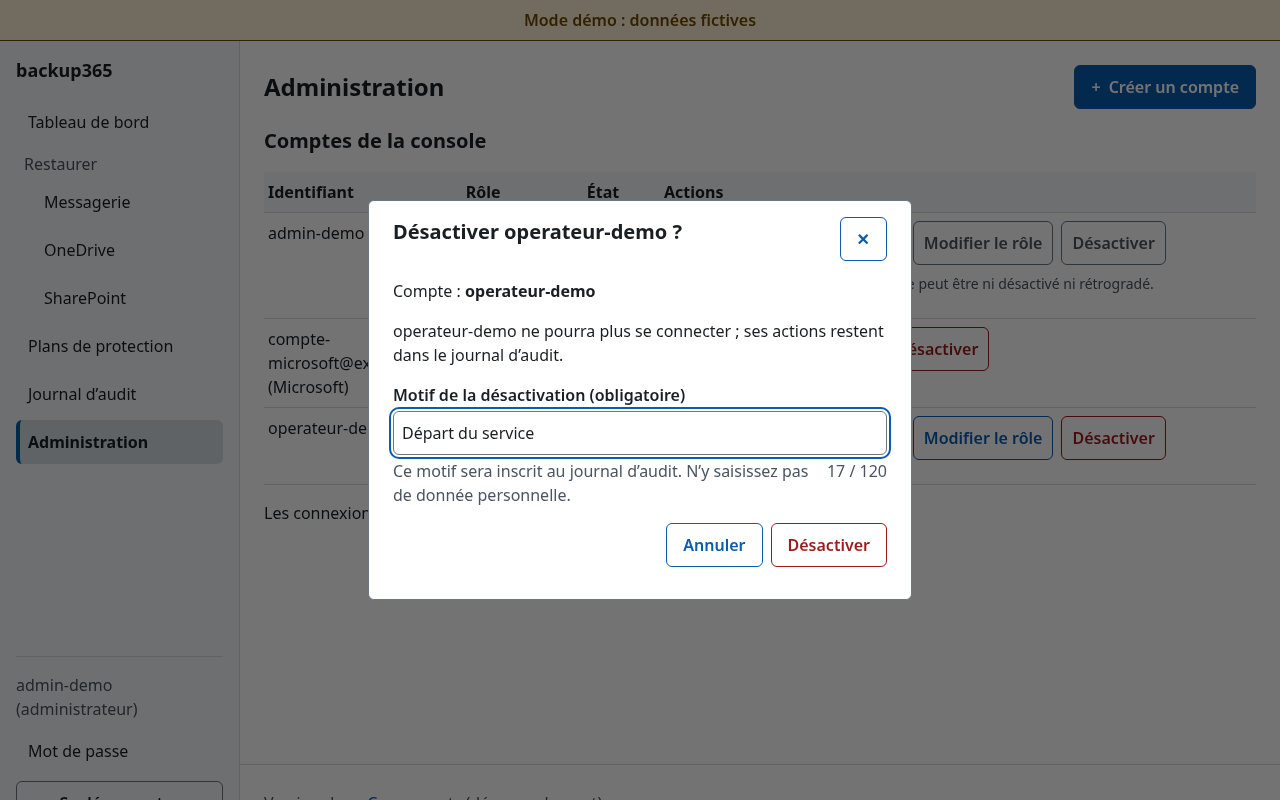 Mode démo : données fictives
backup365
Tableau de bord
Restaurer
Messagerie
OneDrive
SharePoint
Plans de protection
Journal d’audit
Administration
admin-demo
(administrateur)
Mot de passe
Administration
+ Créer un compte
Comptes de la console
Identifiant Rôle État Actions
admin-demo Modifier le rôle Désactiver
peut être ni désactivé ni rétrogradé.
compte-
(Microsoft)
operateur-de Modifier le rôle Désactiver
Les connexion
Désactiver operateur-demo ?
×
Compte : operateur-demo
operateur-demo ne pourra plus se connecter ; ses actions restent
dans le journal d’audit.
Motif de la désactivation (obligatoire)
Départ du service
Ce motif sera inscrit au journal d’audit. N’y saisissez pas 17 / 120
de donnée personnelle.
Annuler Désactiver